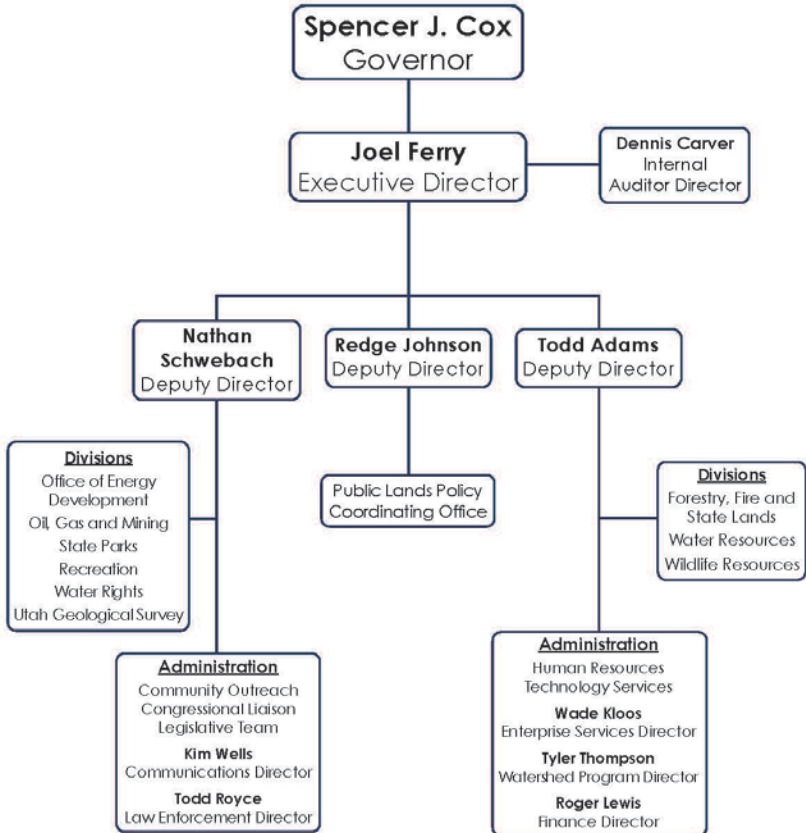 Spencer J. Cox
Governor
Joel Ferry
Executive Director
Dennis Carver
Internal
Auditor Director
Nathan
Schwebach
Deputy Director
Redge Johnson
Deputy Director
Todd Adams
Deputy Director
Divisions
Office of Energy
Development
Oil, Gas and Mining
State Parks
Recreation
Water Rights
Utah Geological Survey
Public Lands Policy
Coordinating Office
Divisions
Forestry, Fire and
State Lands
Water Resources
Wildlife Resources
Administration
Community Outreach
Congressional Liaison
Legislative Team
Kim Wells
Communications Director
Todd Royce
Law Enforcement Director
Administration
Human Resources
Technology Services
Wade Kloos
Enterprise Services Director
Tyler Thompson
Watershed Program Director
Roger Lewis
Finance Director